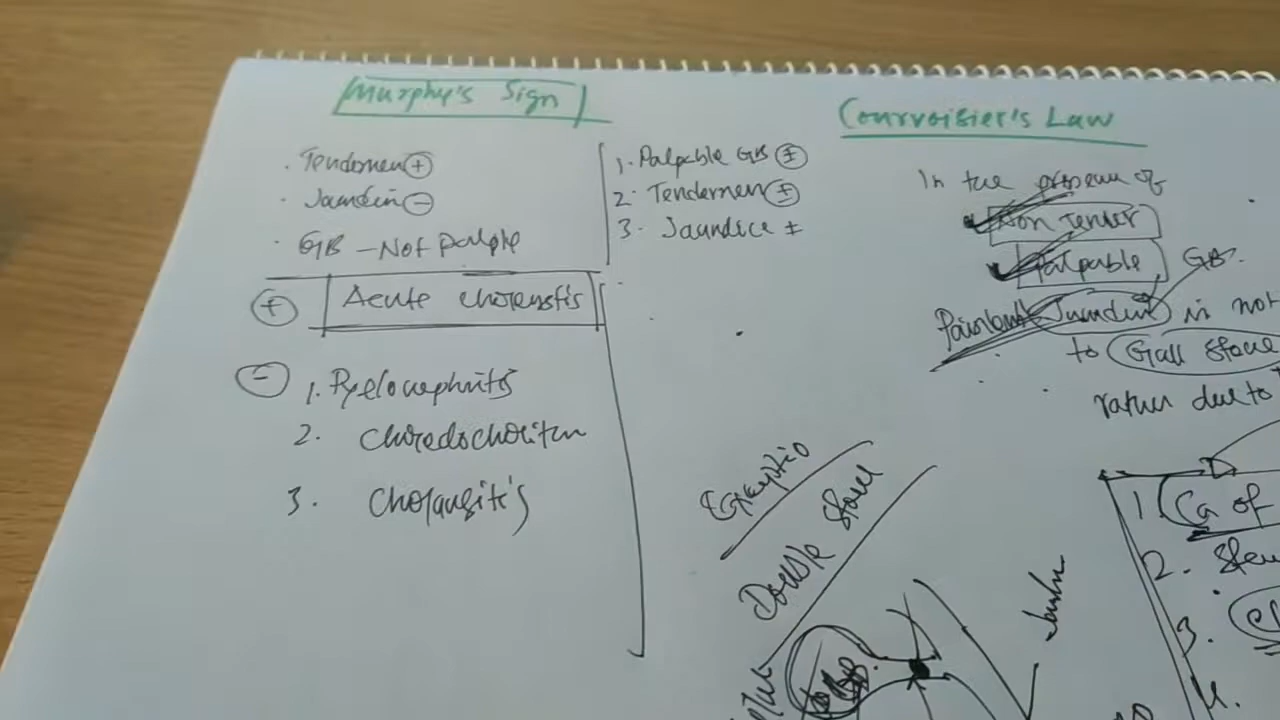 Murphy's Sign
. Tenderness (+)
. Jaundice (-)
. GB - Not palpable
1. Palpable GB (±)
2. Tenderness (±)
3. Jaundice ±
(+) Acute
(-) 1. Pyelonephritis
2.
3. Cholangitis
Courvoisier's Law
In the presence of
Non Tender
Palpable GB.
Painless Jaundice is not
to Gall Stone
rather due to
Exception
Double Stone
1. Ca of
2.
3.
4.